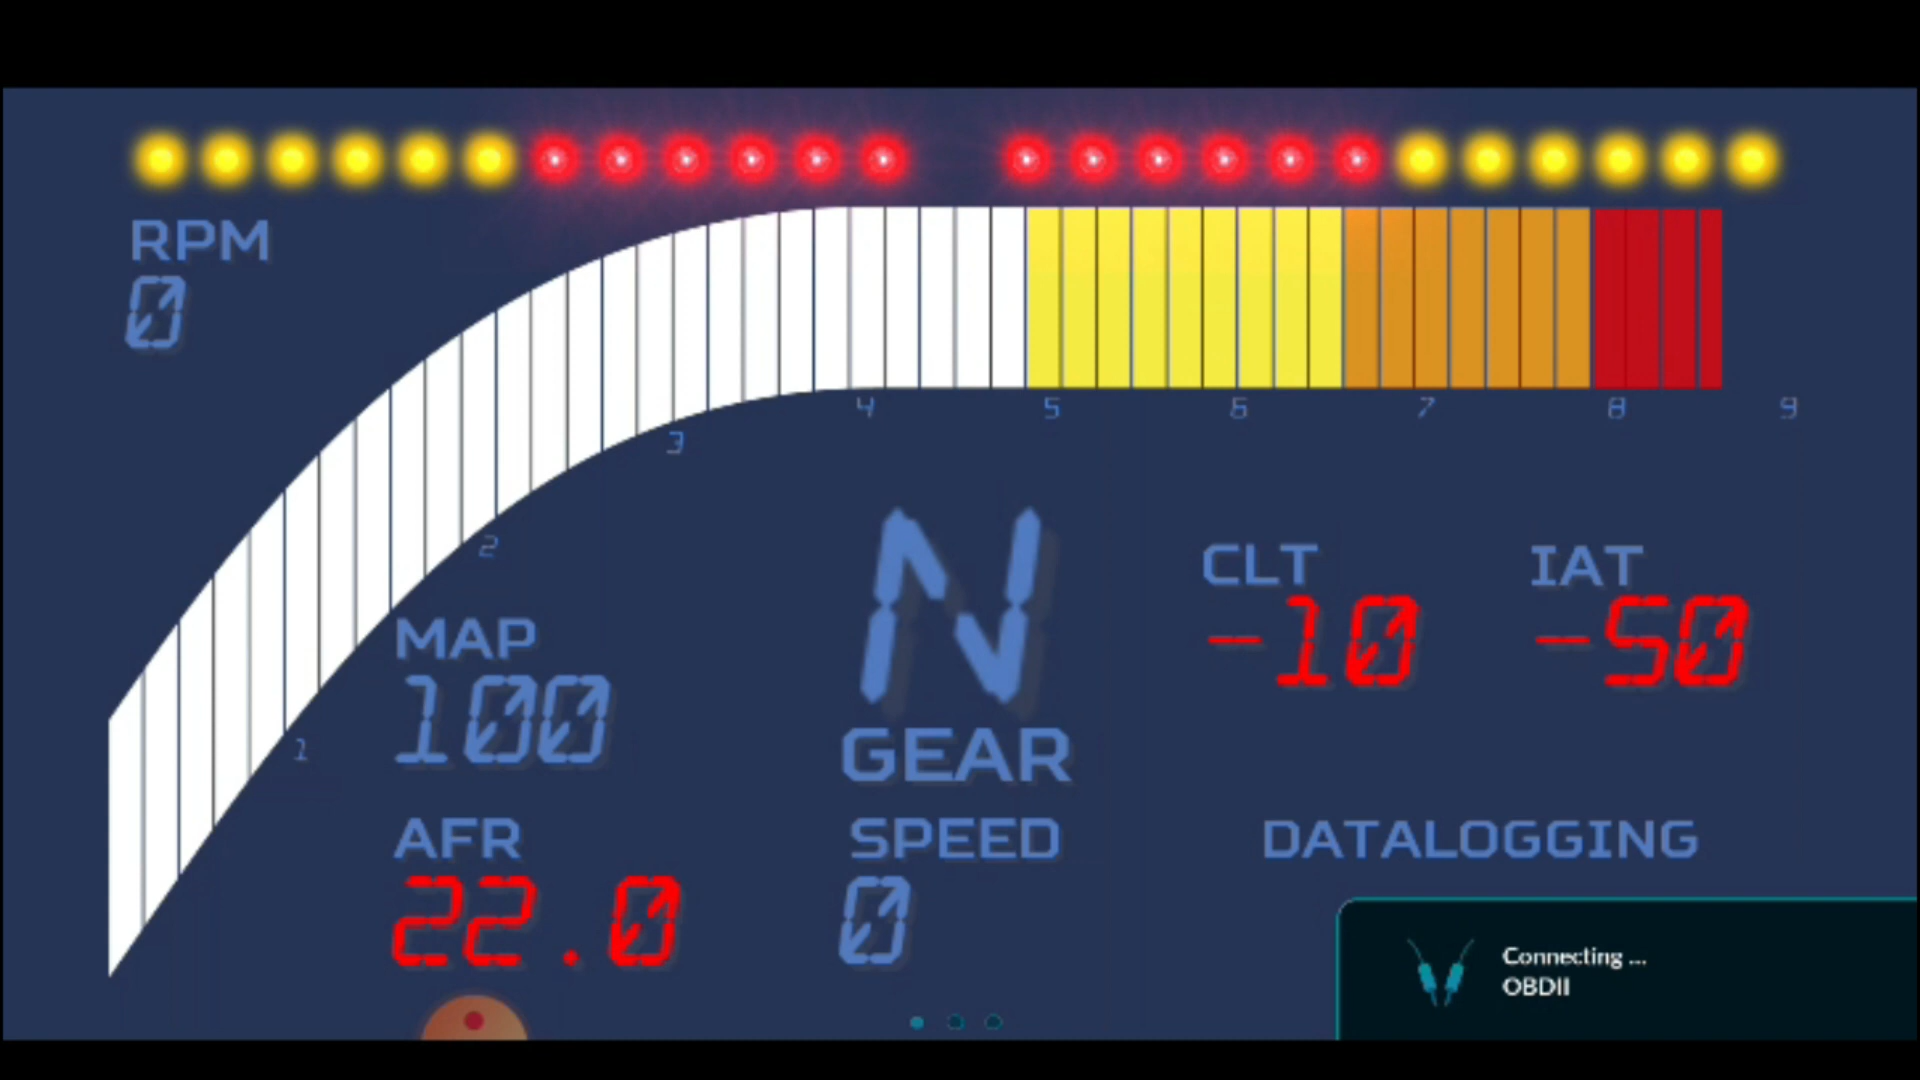 RPM
0
1
2
3
4
5
6
7
8
9
MAP
100
AFR
22.0
N
GEAR
SPEED
0
CLT
-10
IAT
-50
DATALOGGING
Connecting ...
OBDII